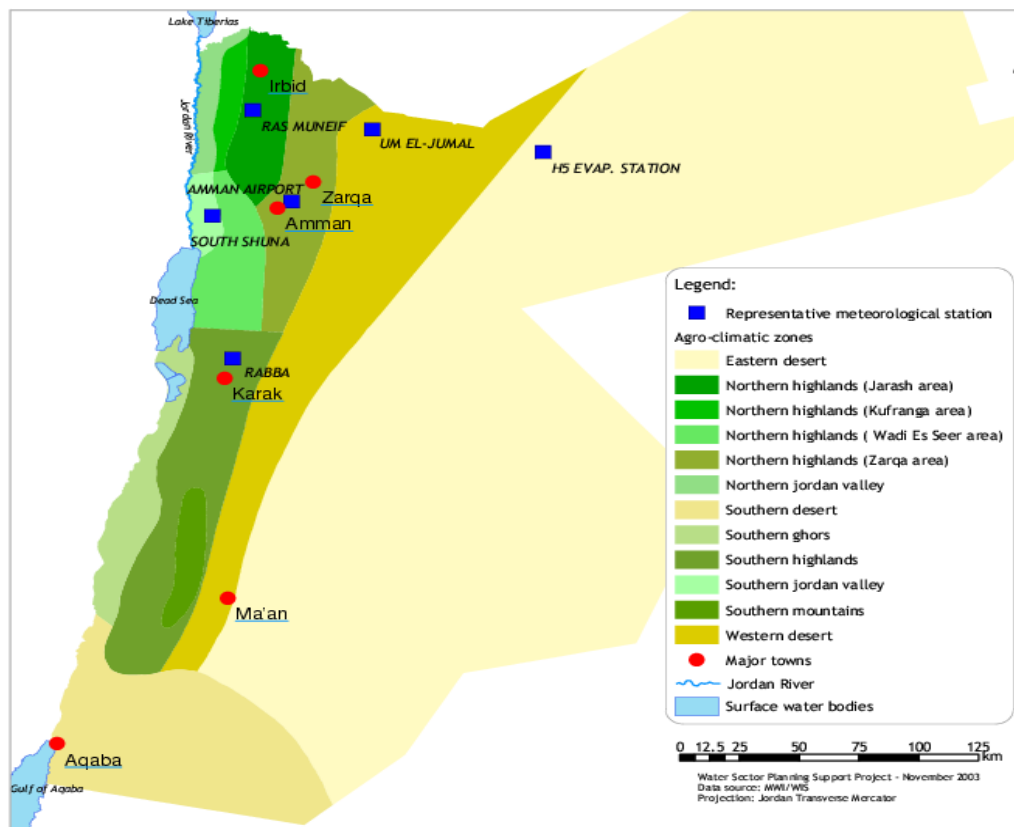 Lake Tiberias
Irbid
Jordan River
RAS MUNEIF
UM EL-JUMAL
H5 EVAP. STATION
AMMAN AIRPORT
Zarqa
Amman
SOUTH SHUNA
Dead Sea
RABBA
Karak
Ma'an
Aqaba
Gulf of Aqaba
Legend:
Representative meteorological station
Agro-climatic zones
Eastern desert
Northern highlands (Jarash area)
Northern highlands (Kufranga area)
Northern highlands ( Wadi Es Seer area)
Northern highlands (Zarqa area)
Northern jordan valley
Southern desert
Southern ghors
Southern highlands
Southern jordan valley
Southern mountains
Western desert
Major towns
Jordan River
Surface water bodies
0 12.5 25 50 75 100 125
km
Water Sector Planning Support Project - November 2003
Data source: MWI/WIS
Projection: Jordan Transverse Mercator